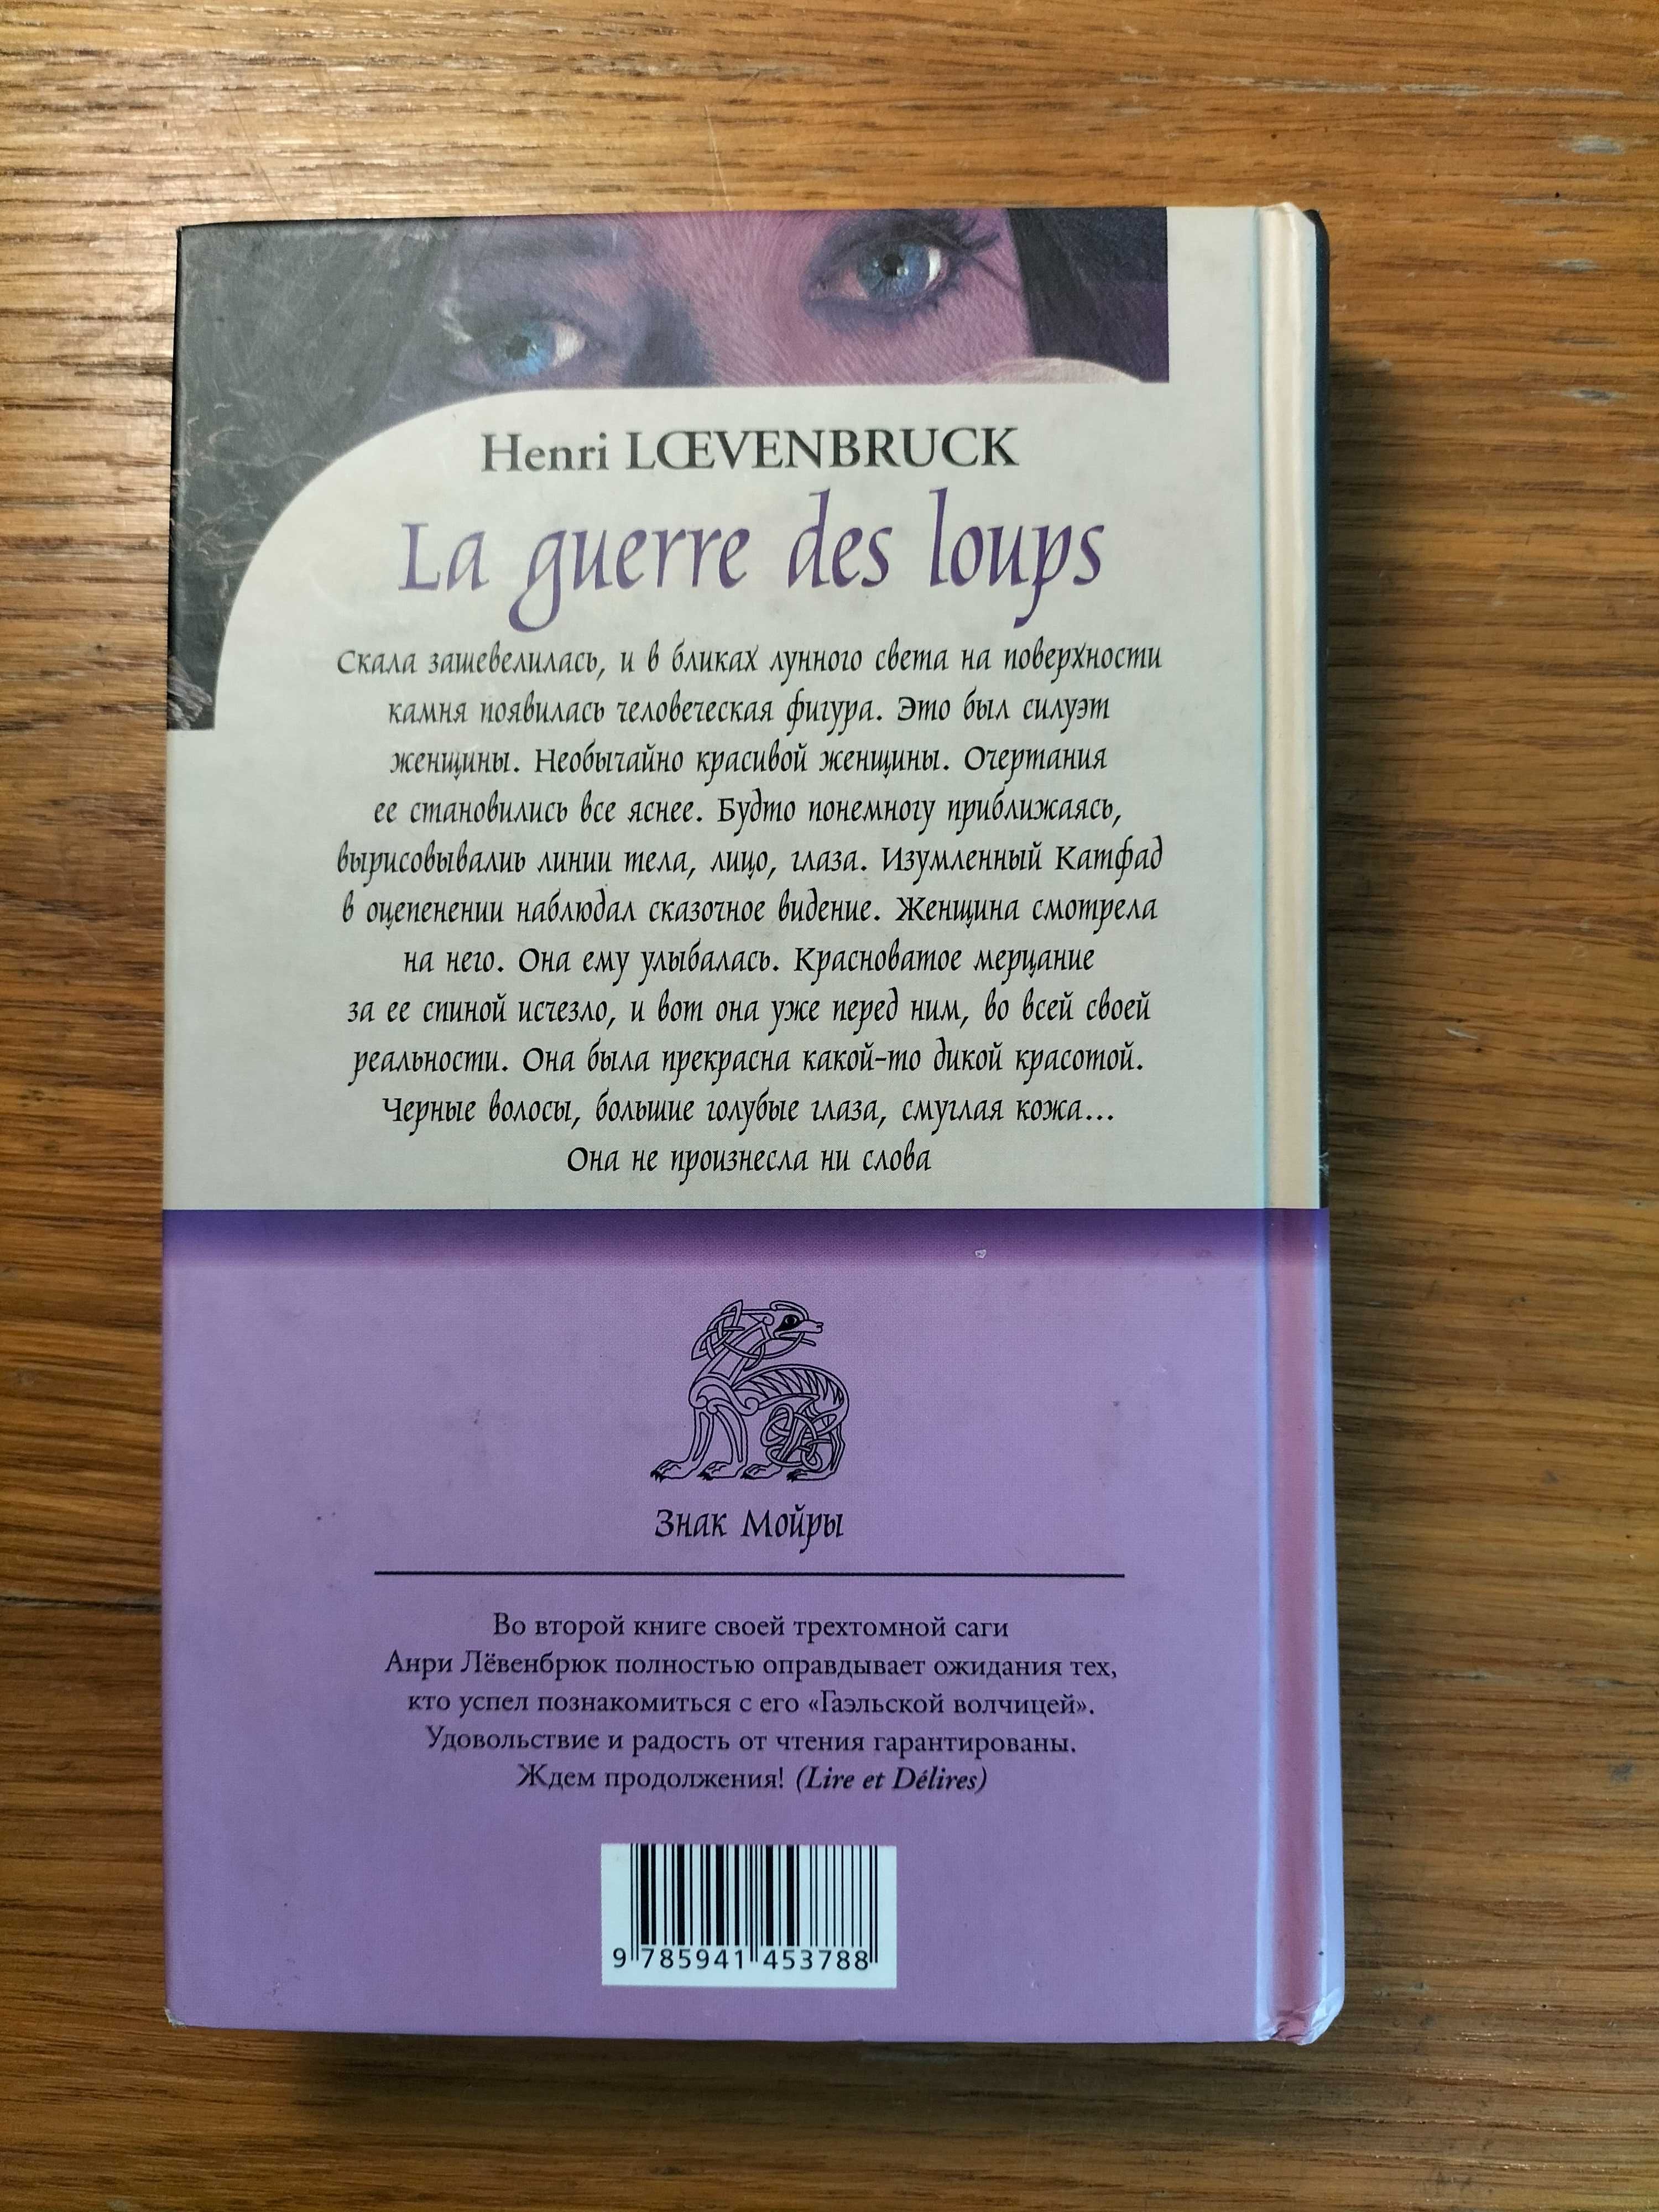 Henri LŒVENBRUCK
La guerre des loups
Скала зашевелилась, и в бликах лунного света на поверхности
камня появилась человеческая фигура. Это был силуэт
женщины. Необычайно красивой женщины. Очертания
ее становились все яснее. Будто понемногу приближаясь,
вырисовывалиь линии тела, лицо, глаза. Изумленный Катфад
в оцепенении наблюдал сказочное видение. Женщина смотрела
на него. Она ему улыбалась. Красноватое мерцание
за ее спиной исчезло, и вот она уже перед ним, во всей своей
реальности. Она была прекрасна какой-то дикой красотой.
Черные волосы, большие голубые глаза, смуглая кожа...
Она не произнесла ни слова
Знак Мойры
Во второй книге своей трехтомной саги
Анри Лёвенбрюк полностью оправдывает ожидания тех,
кто успел познакомиться с его «Гаэльской волчицей».
Удовольствие и радость от чтения гарантированы.
Ждем продолжения! (Lire et Délires)
9 785941 453788